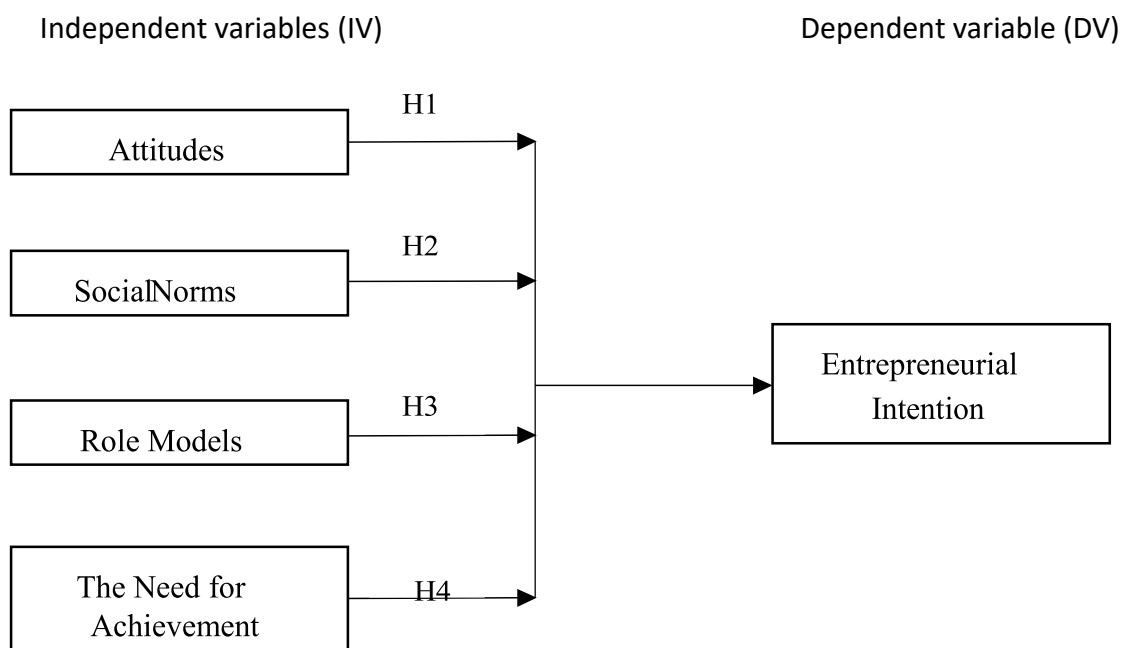 Independent variables (IV)
Dependent variable (DV)
H1
Attitudes
H2
SocialNorms
Entrepreneurial
Intention
H3
Role Models
H4
The Need for
Achievement